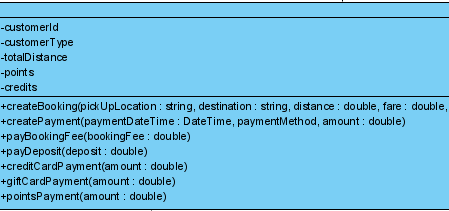 -customerId
-customerType
-totalDistance
-points
-credits
+createBooking(pickUpLocation : string, destination : string, distance : double, fare : double,
+createPayment(paymentDateTime : DateTime, paymentMethod, amount : double)
+payBookingFee(bookingFee : double)
+payDeposit(deposit : double)
+creditCardPayment(amount : double)
+giftCardPayment(amount : double)
+pointsPayment(amount : double)